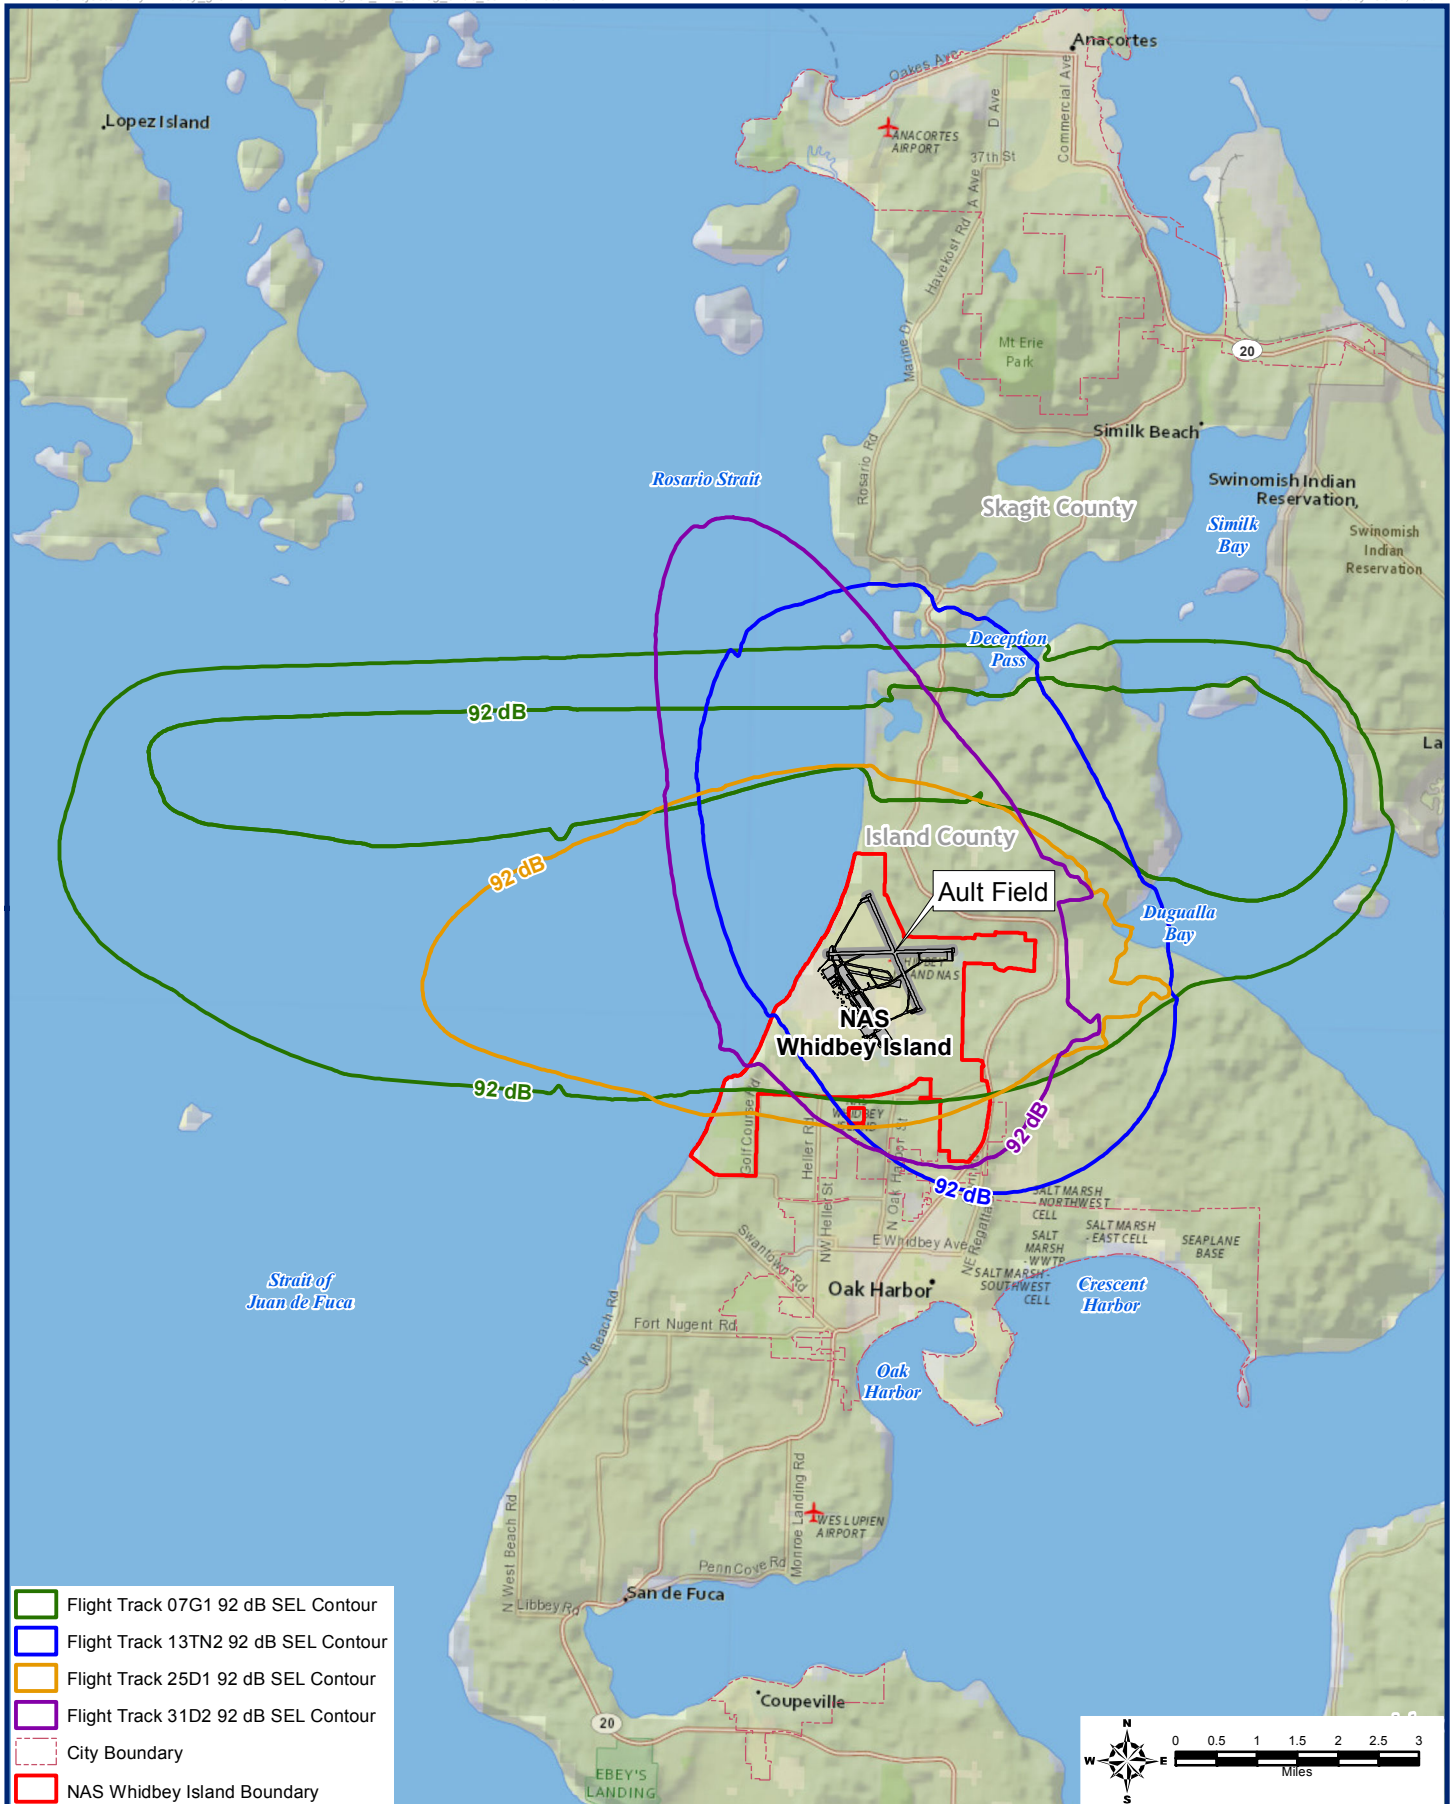 Anacortes
Oakes Ave
Lopez Island
D Ave
Commercial Ave
ANACORTES
AIRPORT
37th St
A Ave
Havekost Rd
Marine Dr
Mt Erie
Park
20
Similk Beach
Rosario Rd
Rosario Strait
Swinomish Indian
Reservation,
Skagit County
Similk
Bay
Swinomish
Indian
Reservation
Deception
Pass
92 dB
La
Island County
92 dB
Ault Field
Dugualla
Bay
NAS
Whidbey Island
92 dB
Golf Course Rd
Heller Rd
92 dB
92 dB
NW Heller St
SALT MARSH
NORTHWEST
CELL
SALT MARSH
- EAST CELL
SEAPLANE
BASE
SALT
MARSH
- WWTP
SALT MARSH -
SOUTHWEST
CELL
E Whidbey Ave
NE Regatta
Swantown Rd
Oak Harbor
Crescent
Harbor
Strait of
Juan de Fuca
Fort Nugent Rd
W Beach Rd
Oak
Harbor
Monroe Landing Rd
WES LUPIEN
AIRPORT
N West Beach Rd
Penn Cove Rd
San de Fuca
Libbey Rd
Coupeville
20
EBEY'S
LANDING
Flight Track 07G1 92 dB SEL Contour
Flight Track 13TN2 92 dB SEL Contour
Flight Track 25D1 92 dB SEL Contour
Flight Track 31D2 92 dB SEL Contour
City Boundary
NAS Whidbey Island Boundary
N
W E
S
0 0.5 1 1.5 2 2.5 3
Miles